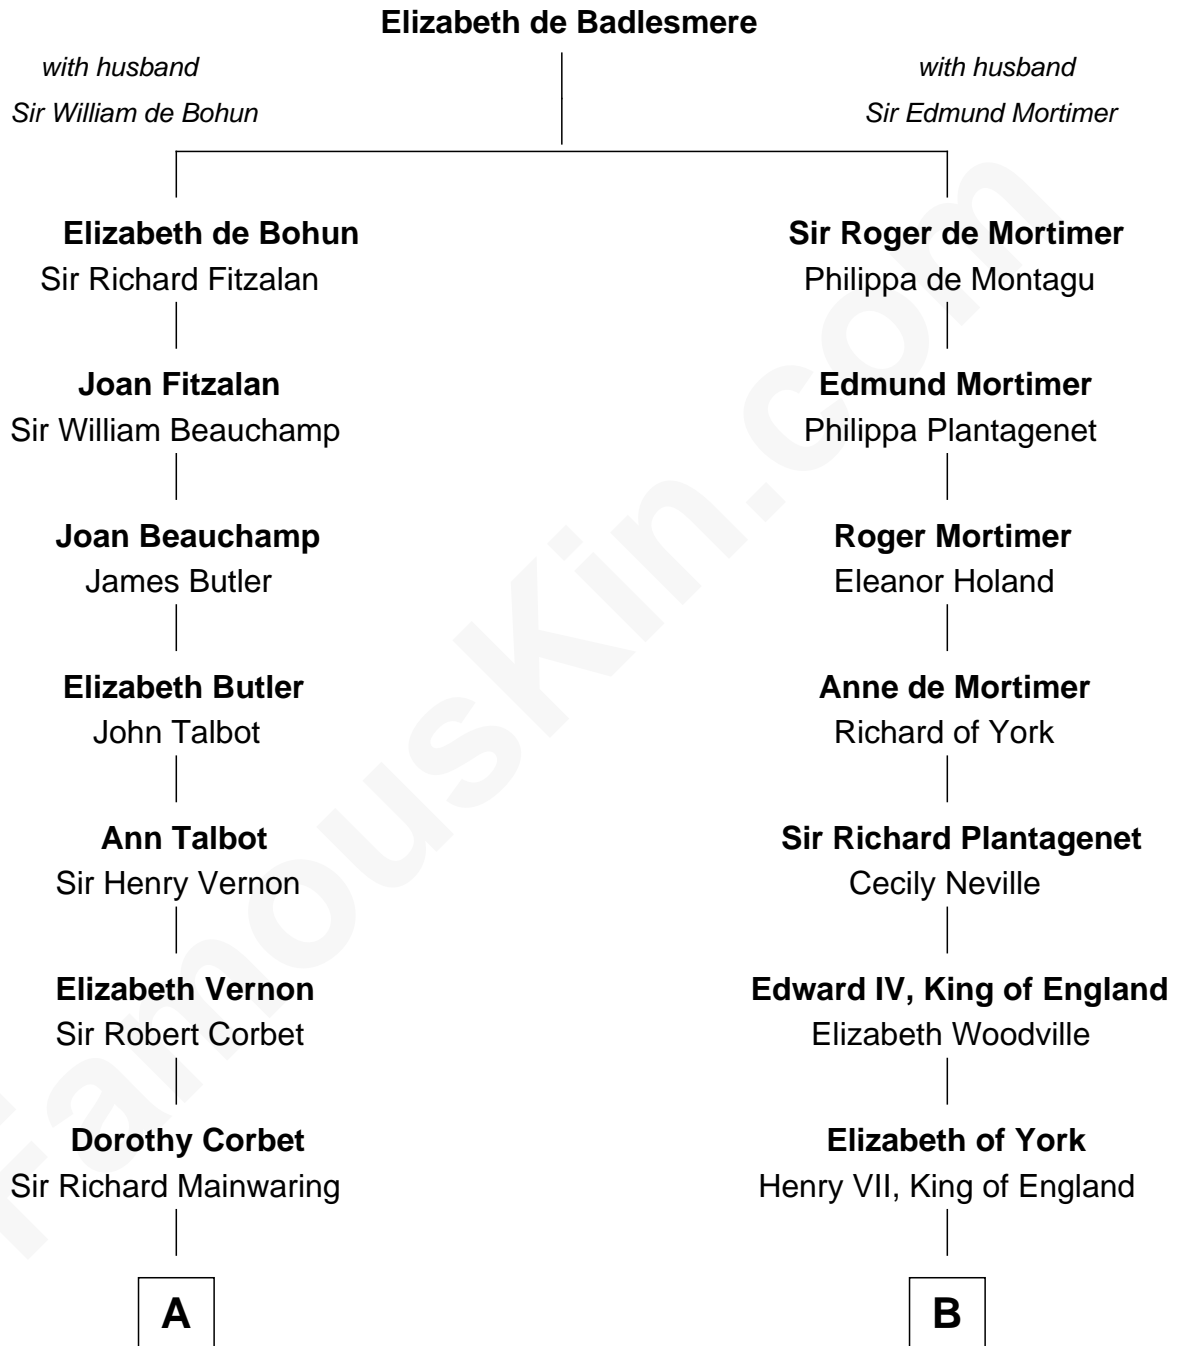 Elizabeth de Badlesmere
with husband
Sir William de Bohun
with husband
Sir Edmund Mortimer
Elizabeth de Bohun
Sir Richard Fitzalan
Joan Fitzalan
Sir William Beauchamp
Joan Beauchamp
James Butler
Elizabeth Butler
John Talbot
Ann Talbot
Sir Henry Vernon
Elizabeth Vernon
Sir Robert Corbet
Dorothy Corbet
Sir Richard Mainwaring
A
Sir Roger de Mortimer
Philippa de Montagu
Edmund Mortimer
Philippa Plantagenet
Roger Mortimer
Eleanor Holand
Anne de Mortimer
Richard of York
Sir Richard Plantagenet
Cecily Neville
Edward IV, King of England
Elizabeth Woodville
Elizabeth of York
Henry VII, King of England
B
FamousKin.com